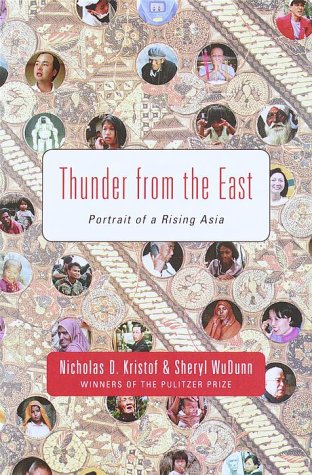 Thunder from the East
Portrait of a Rising Asia
Nicholas D. Kristof & Sheryl WuDunn
WINNERS OF THE PULITZER PRIZE